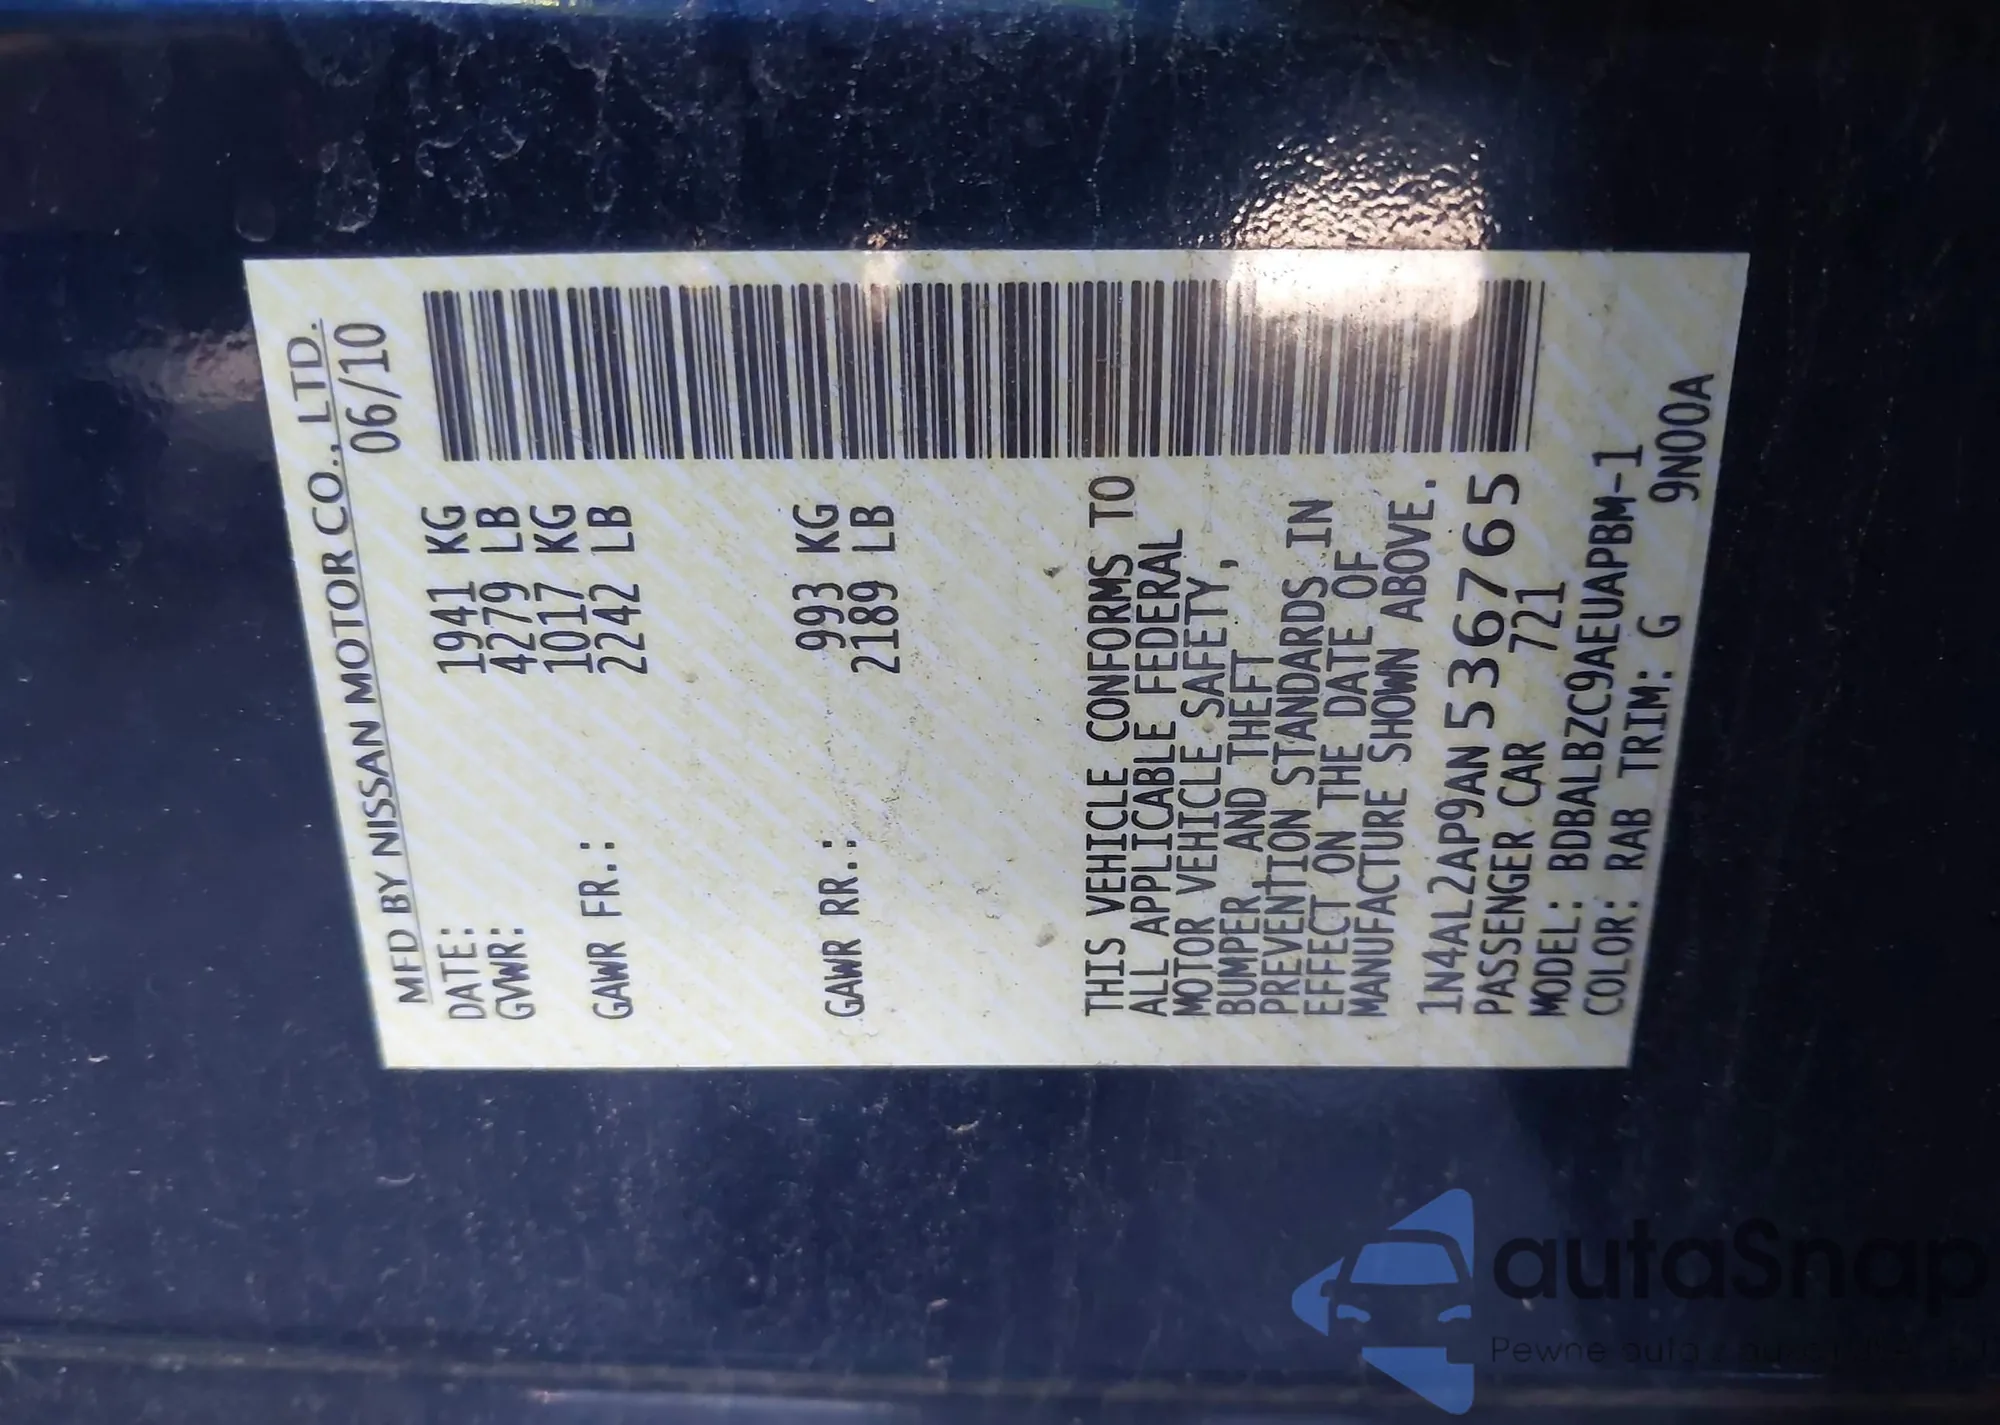 MFD BY NISSAN MOTOR CO., LTD.
DATE: 06/10
GVWR: 1941 KG
4279 LB
GAWR FR.: 1017 KG
2242 LB
GAWR RR.: 993 KG
2189 LB
THIS VEHICLE CONFORMS TO
ALL APPLICABLE FEDERAL
MOTOR VEHICLE SAFETY,
BUMPER AND THEFT
PREVENTION STANDARDS IN
EFFECT ON THE DATE OF
MANUFACTURE SHOWN ABOVE.
1N4AL2AP9AN536765
PASSENGER CAR 721
MODEL: BDBALBZC9AEUAPBM-1
COLOR: RAB TRIM: G 9N00A
autaSnap
Pewne auta z